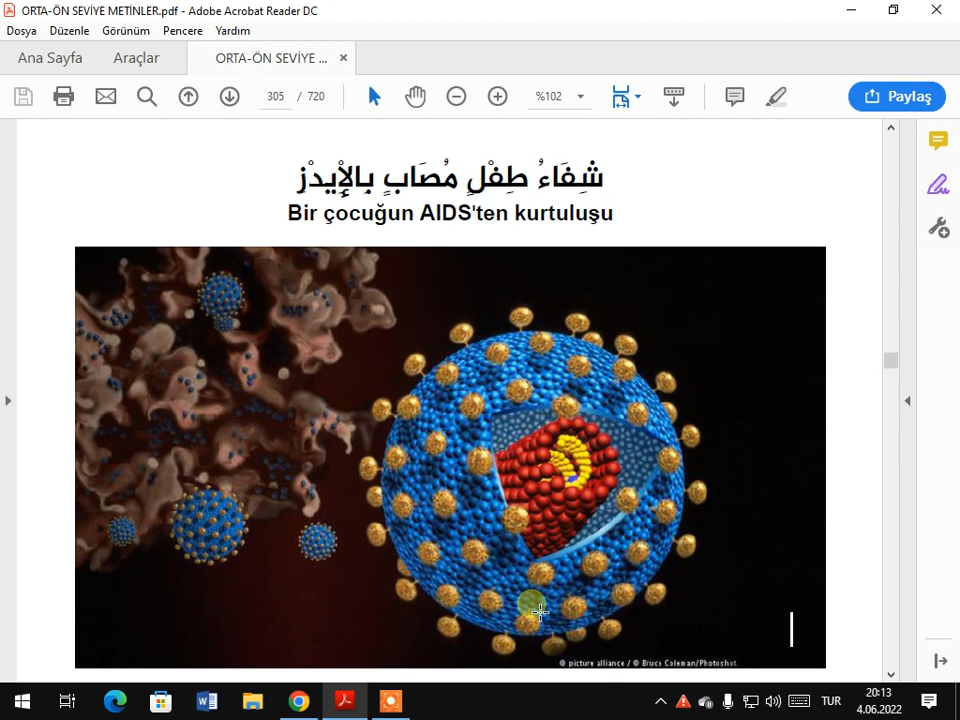 ORTA-ÖN SEVİYE METİNLER.pdf - Adobe Acrobat Reader DC
Dosya Düzenle Görünüm Pencere Yardım
Ana Sayfa Araçlar ORTA-ÖN SEVİYE ...
305 / 720 %102 Paylaş
شِفَاءُ طِفْلٍ مُصَابٍ بِالْإِيدْزِ
Bir çocuğun AIDS'ten kurtuluşu
© picture alliance / © Bruce Coleman/Photoshot.
TUR
20:13
4.06.2022